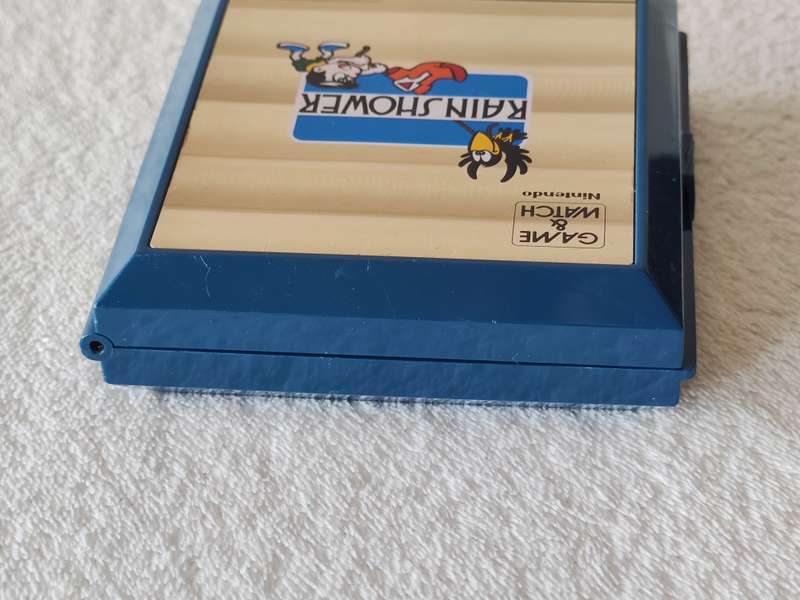 GAME
&
WATCH
Nintendo
RAIN SHOWER